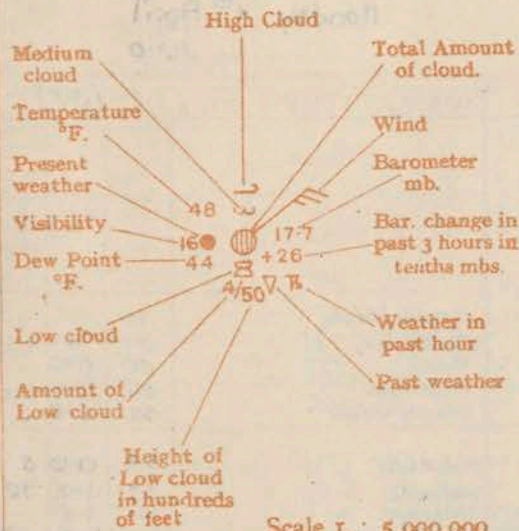 High Cloud
Medium
cloud
Total Amount
of cloud.
Temperature
°F.
Wind
Present
weather
Barometer
mb.
48
Visibility
16
17.7
Bar. change in
past 3 hours in
tenths mbs.
Dew Point
°F.
44
+26
4/50
Low cloud
Weather in
past hour
Amount of
Low cloud
Past weather
Height of
Low cloud
in hundreds
of feet
Scale 1 : 5,000,000